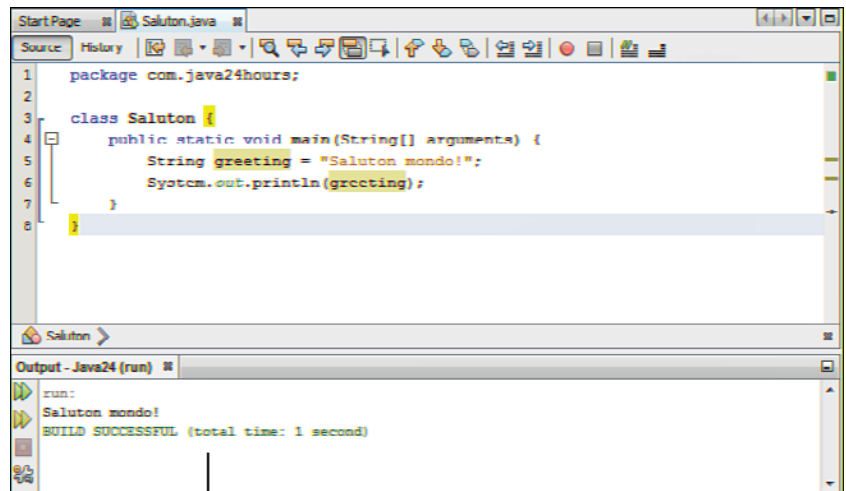 Start Page Saluton.java
Source History
1 package com.java24hours;
2
3 class Saluton {
4 public static void main(String[] arguments) {
5 String greeting = "Saluton mondo!";
6 System.out.println(greeting);
7 }
8 }
Saluton
Output - Java24 (run)
run:
Saluton mondo!
BUILD SUCCESSFUL (total time: 1 second)